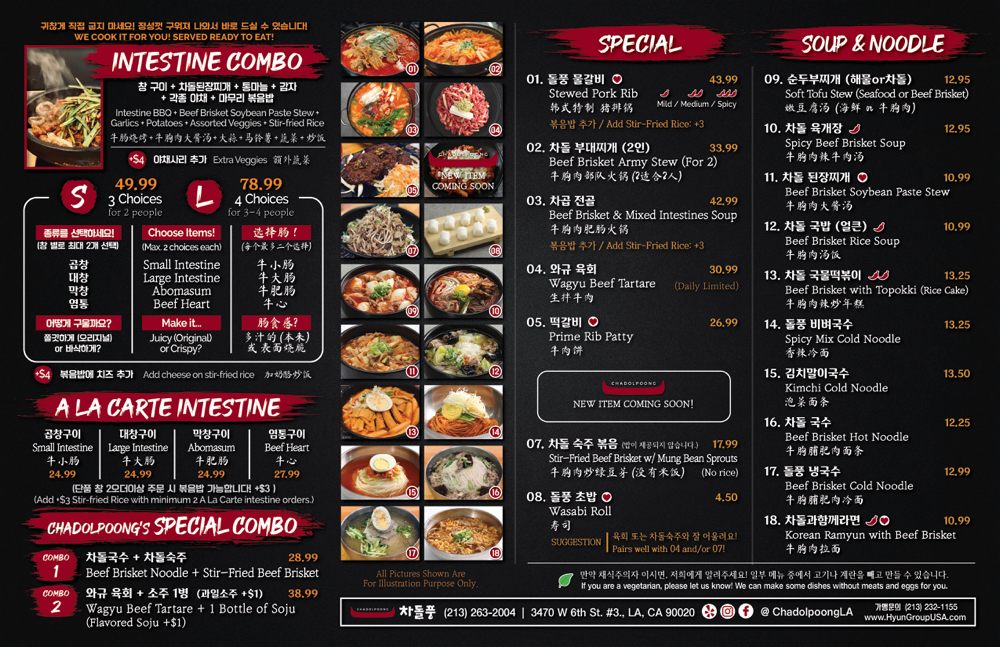 귀찮게 직접 굽지 마세요! 정성껏 구워져 나와서 바로 드실 수 있습니다!
WE COOK IT FOR YOU! SERVED READY TO EAT!
INTESTINE COMBO
창 구이 + 차돌된장찌개 + 통마늘 + 감자
+ 각종 야채 + 마무리 볶음밥
Intestine BBQ + Beef Brisket Soybean Paste Stew +
Garlics + Potatoes + Assorted Veggies + Stir-fried Rice
牛肠烧烤+牛胸肉大酱汤+大蒜+马铃薯+蔬菜+炒饭
+$4 야채사리 추가 Extra Veggies 额外蔬菜
S 49.99
3 Choices
for 2 people
L 78.99
4 Choices
for 3-4 people
종류를 선택하세요! Choose Items! 选择肠!
(창 별로 최대 2개 선택) (Max. 2 choices each) (每个最多二个选择)
곱창 Small Intestine 牛小肠
대창 Large Intestine 牛大肠
막창 Abomasum 牛肥肠
염통 Beef Heart 牛心
어떻게 구울까요? Make it... 肠食感?
쫄깃하게 (오리지널) Juicy (Original) 多汁的 (本来)
or 바삭하게? or Crispy? 或 表面烧脆
+$4 볶음밥에 치즈 추가 Add cheese on stir-fried rice 加奶酪炒饭
A LA CARTE INTESTINE
곱창구이 대창구이 막창구이 염통구이
Small Intestine Large Intestine Abomasum Beef Heart
牛小肠 牛大肠 牛肥肠 牛心
24.99 24.99 24.99 27.99
(단품 창 2모더이상 주문 시 볶음밥 가능합니다! +$3 )
(Add +$3 Stir-fried Rice with minimum 2 A La Carte intestine orders.)
CHADOLPOONG'S SPECIAL COMBO
COMBO 1 차돌국수 + 차돌숙주 28.99
Beef Brisket Noodle + Stir-Fried Beef Brisket
COMBO 2 와규 육회 + 소주 1병 (과일소주 +$1) 38.99
Wagyu Beef Tartare + 1 Bottle of Soju
(Flavored Soju +$1)
01
02
03
04
05
CHADOLPOONG
NEW ITEM
COMING SOON
07
08
09
10
11
12
13
14
15
16
17
18
All Pictures Shown Are
For Illustration Purpose Only.
SPECIAL
01. 돌풍 물갈비 43.99
Stewed Pork Rib
韩式特制 猪排锅
Mild / Medium / Spicy
볶음밥 추가 / Add Stir-Fried Rice: +3
02. 차돌 부대찌개 (2인) 33.99
Beef Brisket Army Stew (For 2)
牛胸肉部队火锅 (2适合2人)
03. 차곱 전골 42.99
Beef Brisket & Mixed Intestines Soup
牛胸肉肥肠火锅
볶음밥 추가 / Add Stir-Fried Rice: +3
04. 와규 육회 30.99
Wagyu Beef Tartare (Daily Limited)
生拌牛肉
05. 떡갈비 26.99
Prime Rib Patty
牛肉饼
CHADOLPOONG
NEW ITEM COMING SOON!
07. 차돌 숙주 볶음 (밥이 제공되지 않습니다.) 17.99
Stir-Fried Beef Brisket w/ Mung Bean Sprouts
牛胸肉炒绿豆芽 (没有米饭) (No rice)
08. 돌풍 초밥 4.50
Wasabi Roll
寿司
SUGGESTION 육회 또는 차돌숙주와 잘 어울려요!
Pairs well with 04 and/or 07!
SOUP & NOODLE
09. 순두부찌개 (해물or차돌) 12.95
Soft Tofu Stew (Seafood or Beef Brisket)
嫩豆腐汤 (海鲜 or 牛胸肉)
10. 차돌 육개장 12.95
Spicy Beef Brisket Soup
牛胸肉辣牛肉汤
11. 차돌 된장찌개 10.99
Beef Brisket Soybean Paste Stew
牛胸肉大酱汤
12. 차돌 국밥 (얼큰) 10.99
Beef Brisket Rice Soup
牛胸肉汤饭
13. 차돌 국물떡볶이 13.25
Beef Brisket with Topokki (Rice Cake)
牛胸肉辣炒年糕
14. 돌풍 비벼국수 13.25
Spicy Mix Cold Noodle
香辣冷面
15. 김치말이국수 13.50
Kimchi Cold Noodle
泡菜面条
16. 차돌 국수 12.25
Beef Brisket Hot Noodle
牛胸脯肥肉面条
17. 돌풍 냉국수 12.99
Beef Brisket Cold Noodle
牛胸脯肥肉冷面
18. 차돌과함께라면 10.99
Korean Ramyun with Beef Brisket
牛胸肉拉面
만약 채식주의자 이시면, 저희에게 알려주세요! 일부 메뉴 중에서 고기나 계란을 빼고 만들 수 있습니다.
If you are a vegetarian, please let us know! We can make some dishes without meats and eggs for you.
CHADOLPOONG 차돌풍 (213) 263-2004 | 3470 W 6th St. #3., LA, CA 90020 @ ChadolpoongLA
가맹문의 (213) 232-1155
www.HyunGroupUSA.com